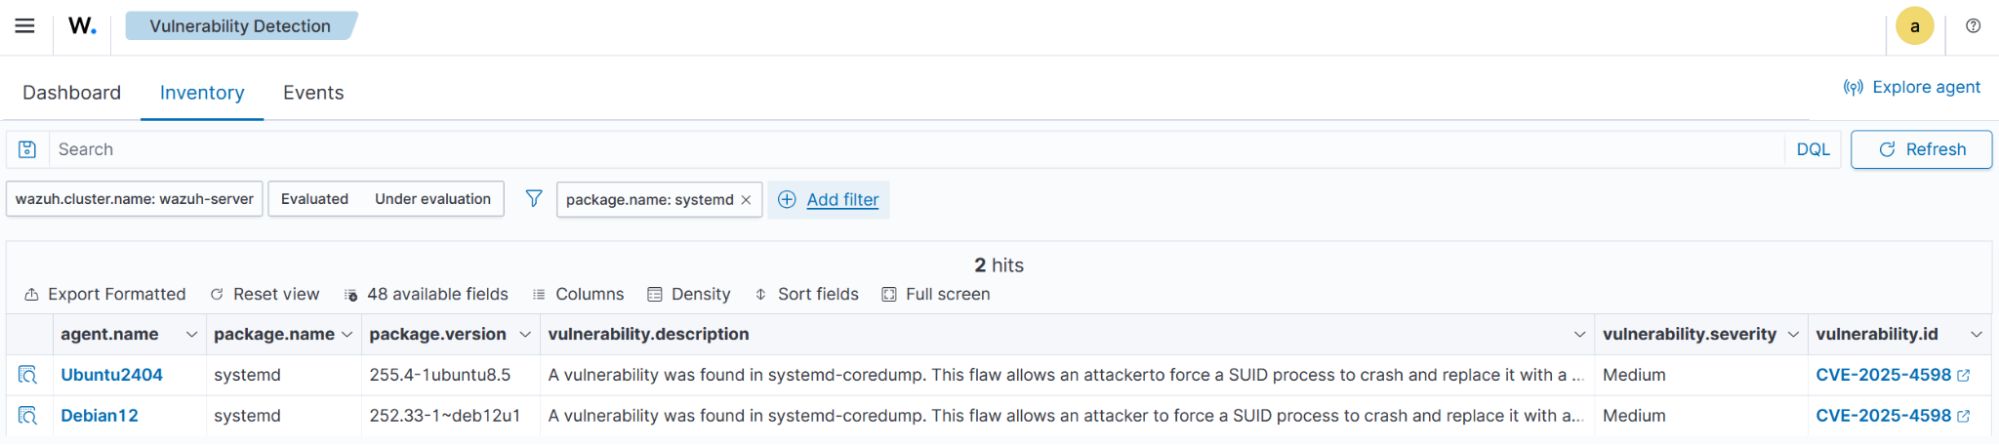 W. Vulnerability Detection a
Dashboard Inventory Events Explore agent
Search DQL Refresh
wazuh.cluster.name: wazuh-server Evaluated Under evaluation package.name: systemd × Add filter
2 hits
Export Formatted Reset view 48 available fields Columns Density Sort fields Full screen
agent.name package.name package.version vulnerability.description vulnerability.severity vulnerability.id
Ubuntu2404 systemd 255.4-1ubuntu8.5 A vulnerability was found in systemd-coredump. This flaw allows an attackerto force a SUID process to crash and replace it with a ... Medium CVE-2025-4598
Debian12 systemd 252.33-1~deb12u1 A vulnerability was found in systemd-coredump. This flaw allows an attacker to force a SUID process to crash and replace it with a... Medium CVE-2025-4598